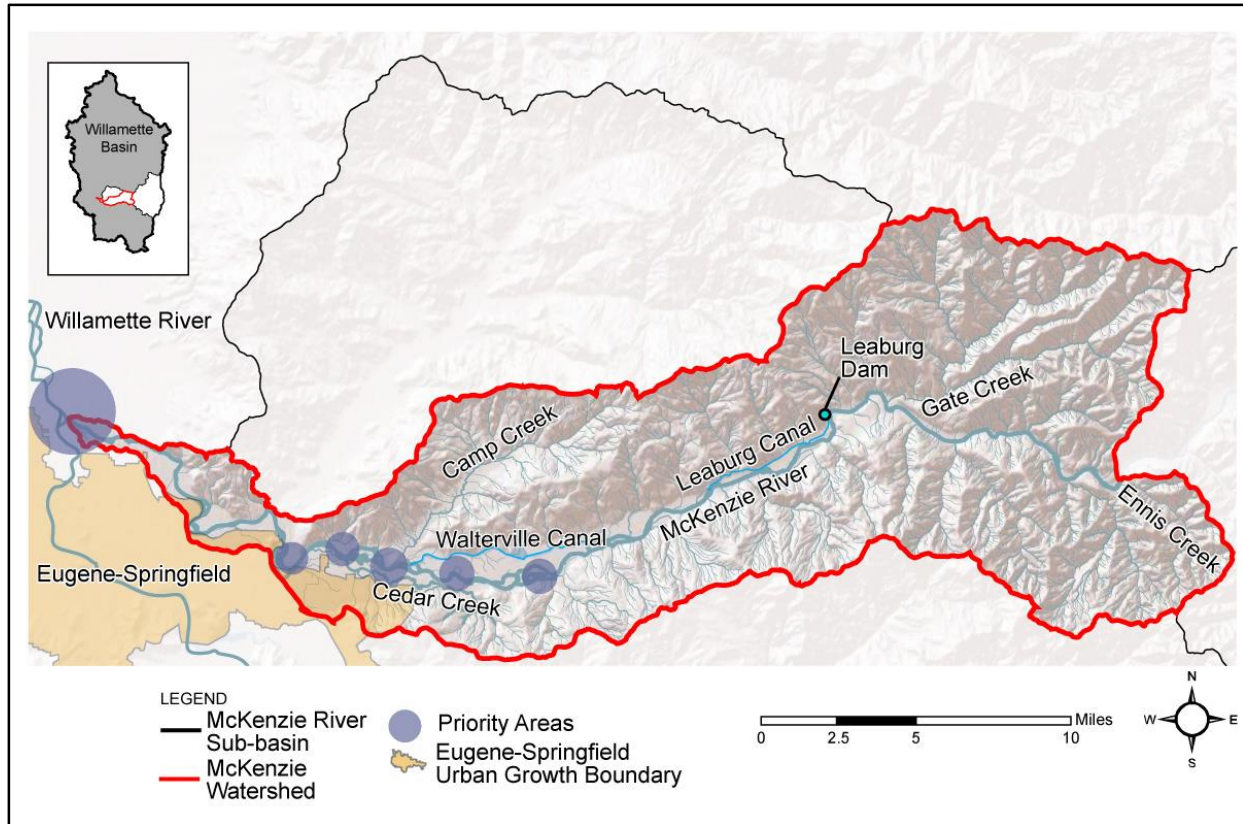 Willamette
Basin
Willamette River
Leaburg
Dam
Gate Creek
Camp Creek
Leaburg Canal
McKenzie River
Walterville Canal
Ennis Creek
Eugene-Springfield
Cedar Creek
LEGEND
McKenzie River
Sub-basin
McKenzie
Watershed
Priority Areas
Eugene-Springfield
Urban Growth Boundary
Miles
0 2.5 5 10
N
W E
S